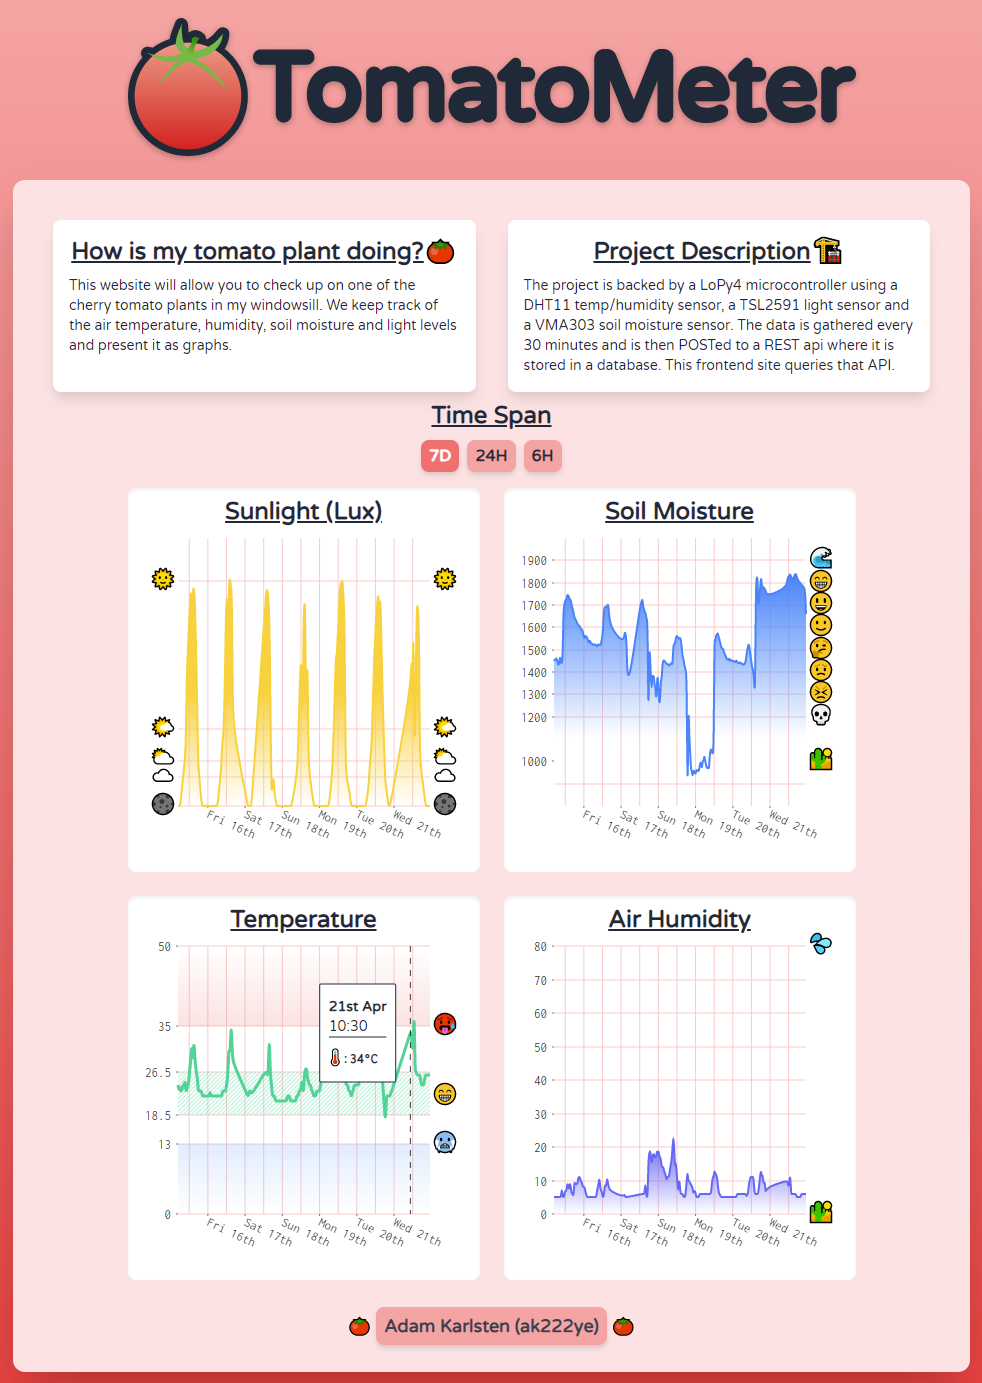 TomatoMeter
How is my tomato plant doing?
This website will allow you to check up on one of the
cherry tomato plants in my windowsill. We keep track of
the air temperature, humidity, soil moisture and light levels
and present it as graphs.
Project Description
The project is backed by a LoPy4 microcontroller using a
DHT11 temp/humidity sensor, a TSL2591 light sensor and
a VMA303 soil moisture sensor. The data is gathered every
30 minutes and is then POSTed to a REST api where it is
stored in a database. This frontend site queries that API.
Time Span
7D 24H 6H
Sunlight (Lux)
Fri 16th
Sat 17th
Sun 18th
Mon 19th
Tue 20th
Wed 21th
Soil Moisture
1900
1800
1700
1600
1500
1400
1300
1200
1000
Fri 16th
Sat 17th
Sun 18th
Mon 19th
Tue 20th
Wed 21th
Temperature
50
35
26.5
18.5
13
0
21st Apr
10:30
: 34°C
Fri 16th
Sat 17th
Sun 18th
Mon 19th
Tue 20th
Wed 21th
Air Humidity
80
70
60
50
40
30
20
10
0
Fri 16th
Sat 17th
Sun 18th
Mon 19th
Tue 20th
Wed 21th
Adam Karlsten (ak222ye)